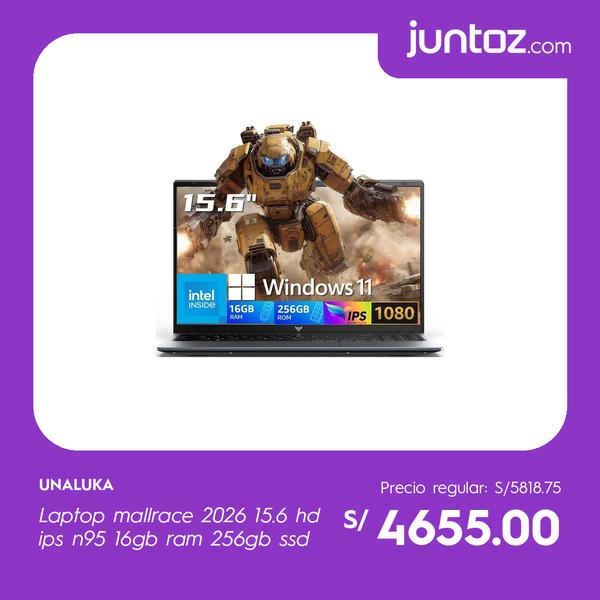 juntoz.com
15.6"
Windows 11
intel
INSIDE
16GB
RAM
256GB
ROM
IPS
1080
UNALUKA
Laptop mallrace 2026 15.6 hd
ips n95 16gb ram 256gb ssd
Precio regular: S/5818.75
S/ 4655.00